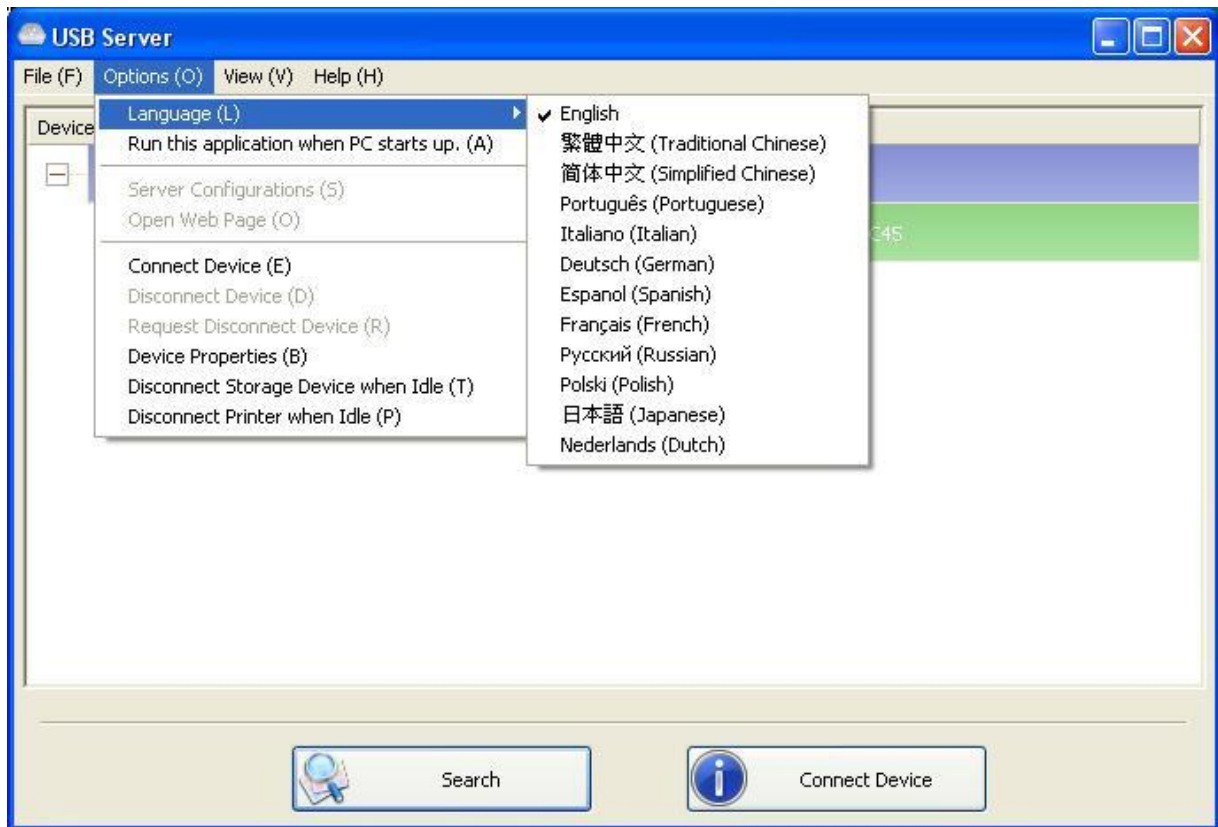 USB Server
File (F) Options (O) View (V) Help (H)
Device
Language (L)
Run this application when PC starts up. (A)
Server Configurations (S)
Open Web Page (O)
Connect Device (E)
Disconnect Device (D)
Request Disconnect Device (R)
Device Properties (B)
Disconnect Storage Device when Idle (T)
Disconnect Printer when Idle (P)
English
繁體中文 (Traditional Chinese)
简体中文 (Simplified Chinese)
Português (Portuguese)
Italiano (Italian)
Deutsch (German)
Espanol (Spanish)
Français (French)
Русский (Russian)
Polski (Polish)
日本語 (Japanese)
Nederlands (Dutch)
Search
Connect Device